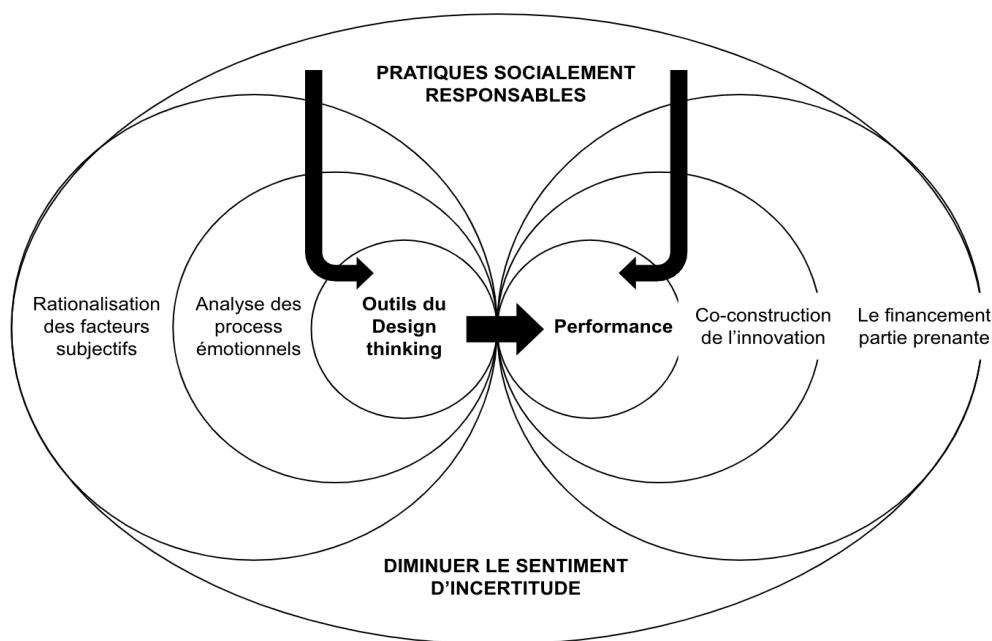 PRATIQUES SOCIALEMENT
RESPONSABLES
Rationalisation
des facteurs
subjectifs
Analyse des
process
émotionnels
Outils du
Design
thinking
Performance
Co-construction
de l’innovation
Le financement
partie prenante
DIMINUER LE SENTIMENT
D’INCERTITUDE